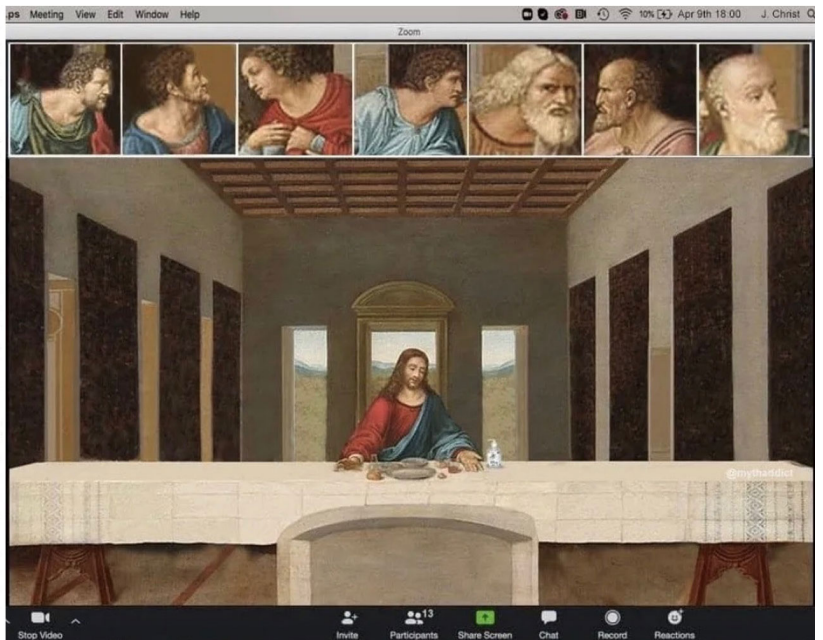 ps Meeting View Edit Window Help 10% Apr 9th 18:00 J. Christ
Zoom
@mythaddict
Stop Video Invite Participants 13 Share Screen Chat Record Reactions